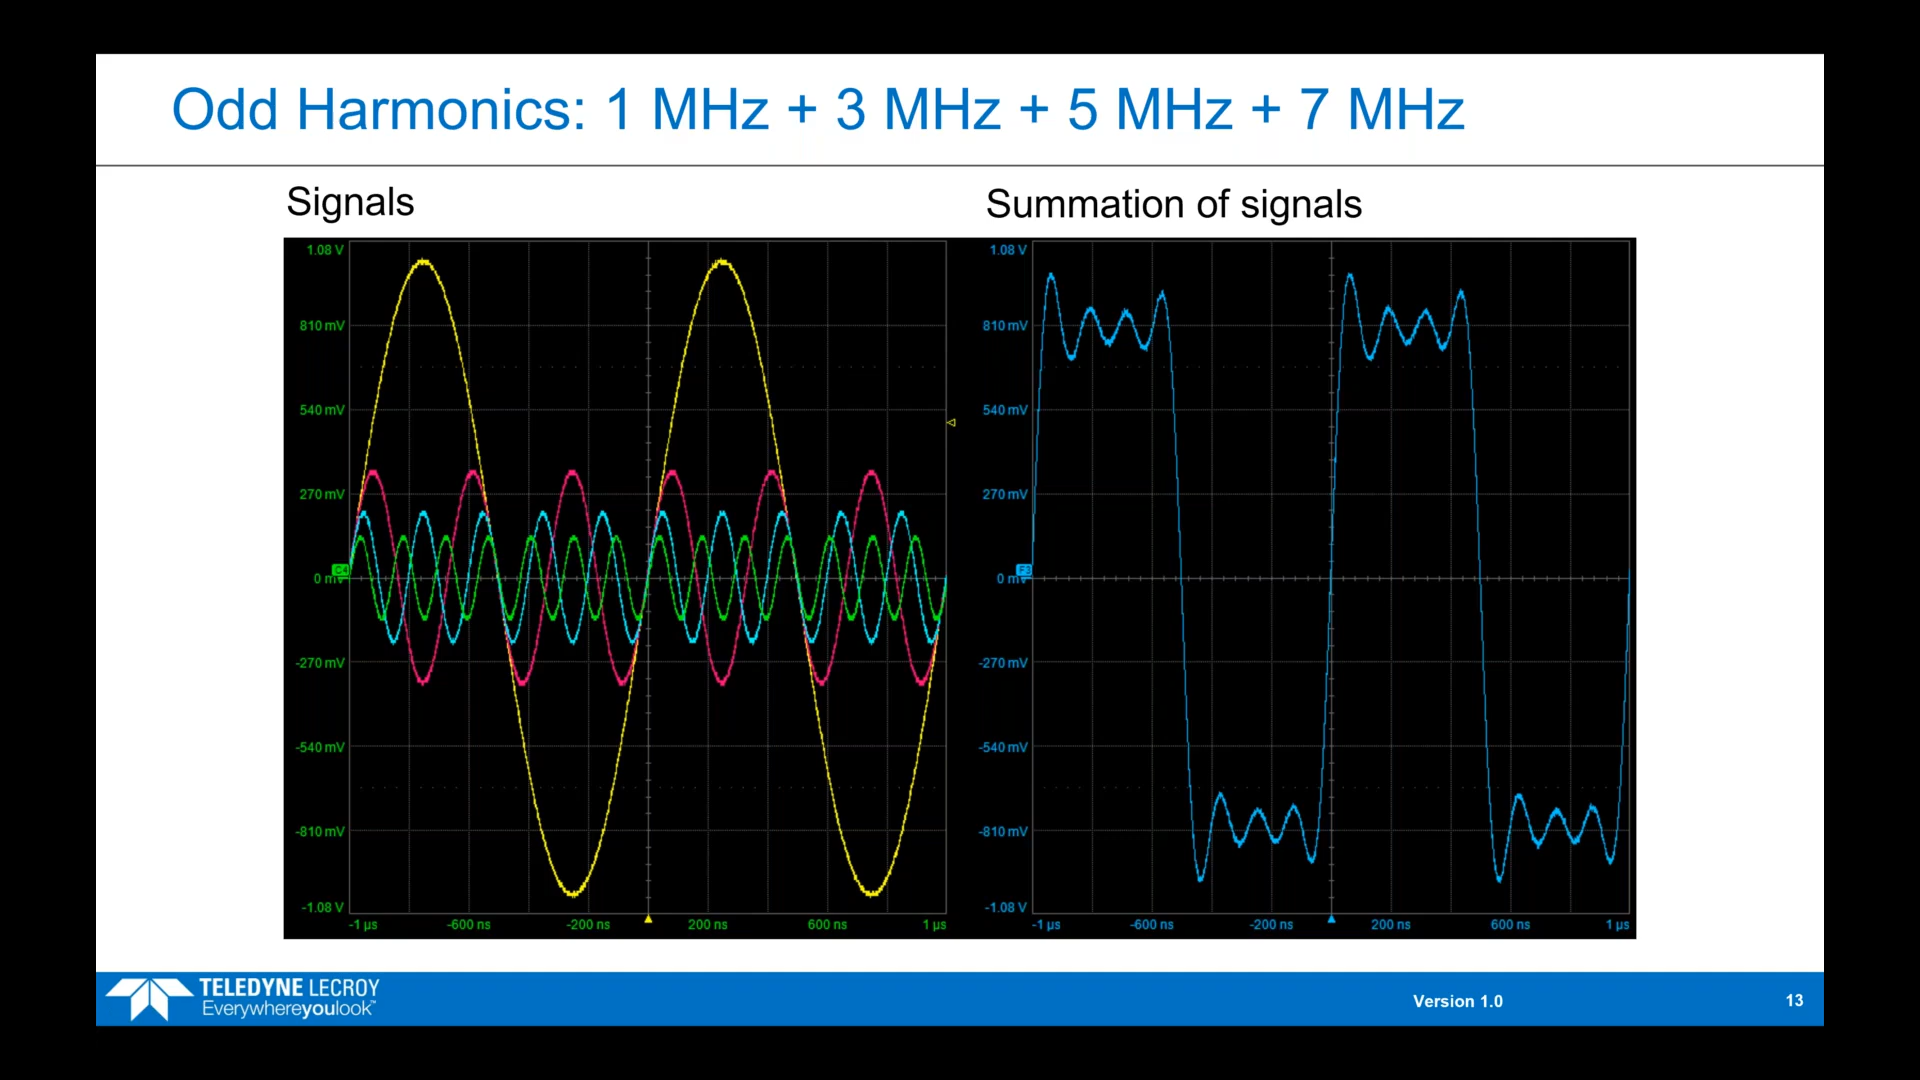 Odd Harmonics: 1 MHz + 3 MHz + 5 MHz + 7 MHz
Signals
Summation of signals
1.08 V
810 mV
540 mV
270 mV
C4
0 mV
-270 mV
-540 mV
-810 mV
-1.08 V
-1 µs
-600 ns
-200 ns
200 ns
600 ns
1 µs
1.08 V
810 mV
540 mV
270 mV
F3
0 mV
-270 mV
-540 mV
-810 mV
-1.08 V
-1 µs
-600 ns
-200 ns
200 ns
600 ns
1 µs
TELEDYNE LECROY
Everywhereyoulook™
Version 1.0
13